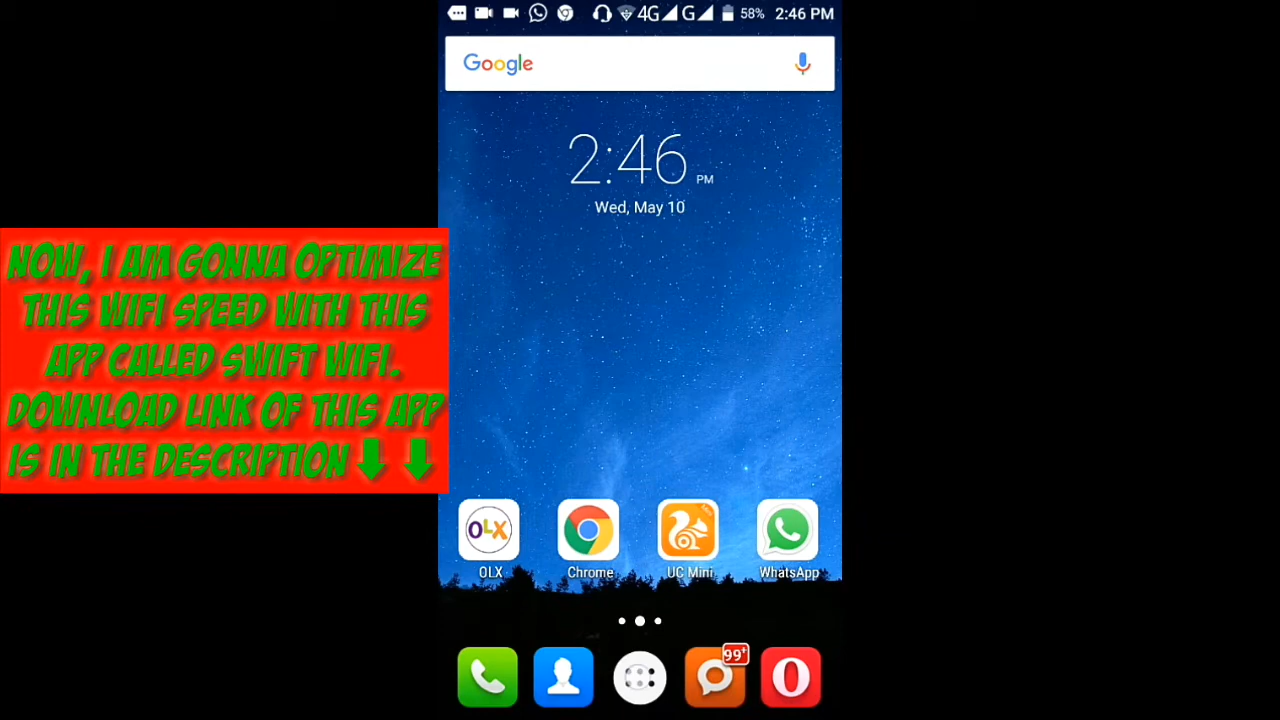 4G G 58% 2:46 PM
Google
2:46 PM
Wed, May 10
NOW, I AM GONNA OPTIMIZE
THIS WIFI SPEED WITH THIS
APP CALLED SWIFT WIFI.
DOWNLOAD LINK OF THIS APP
IS IN THE DESCRIPTION⬇ ⬇
OLX
OLX Chrome UC Mini WhatsApp
99+